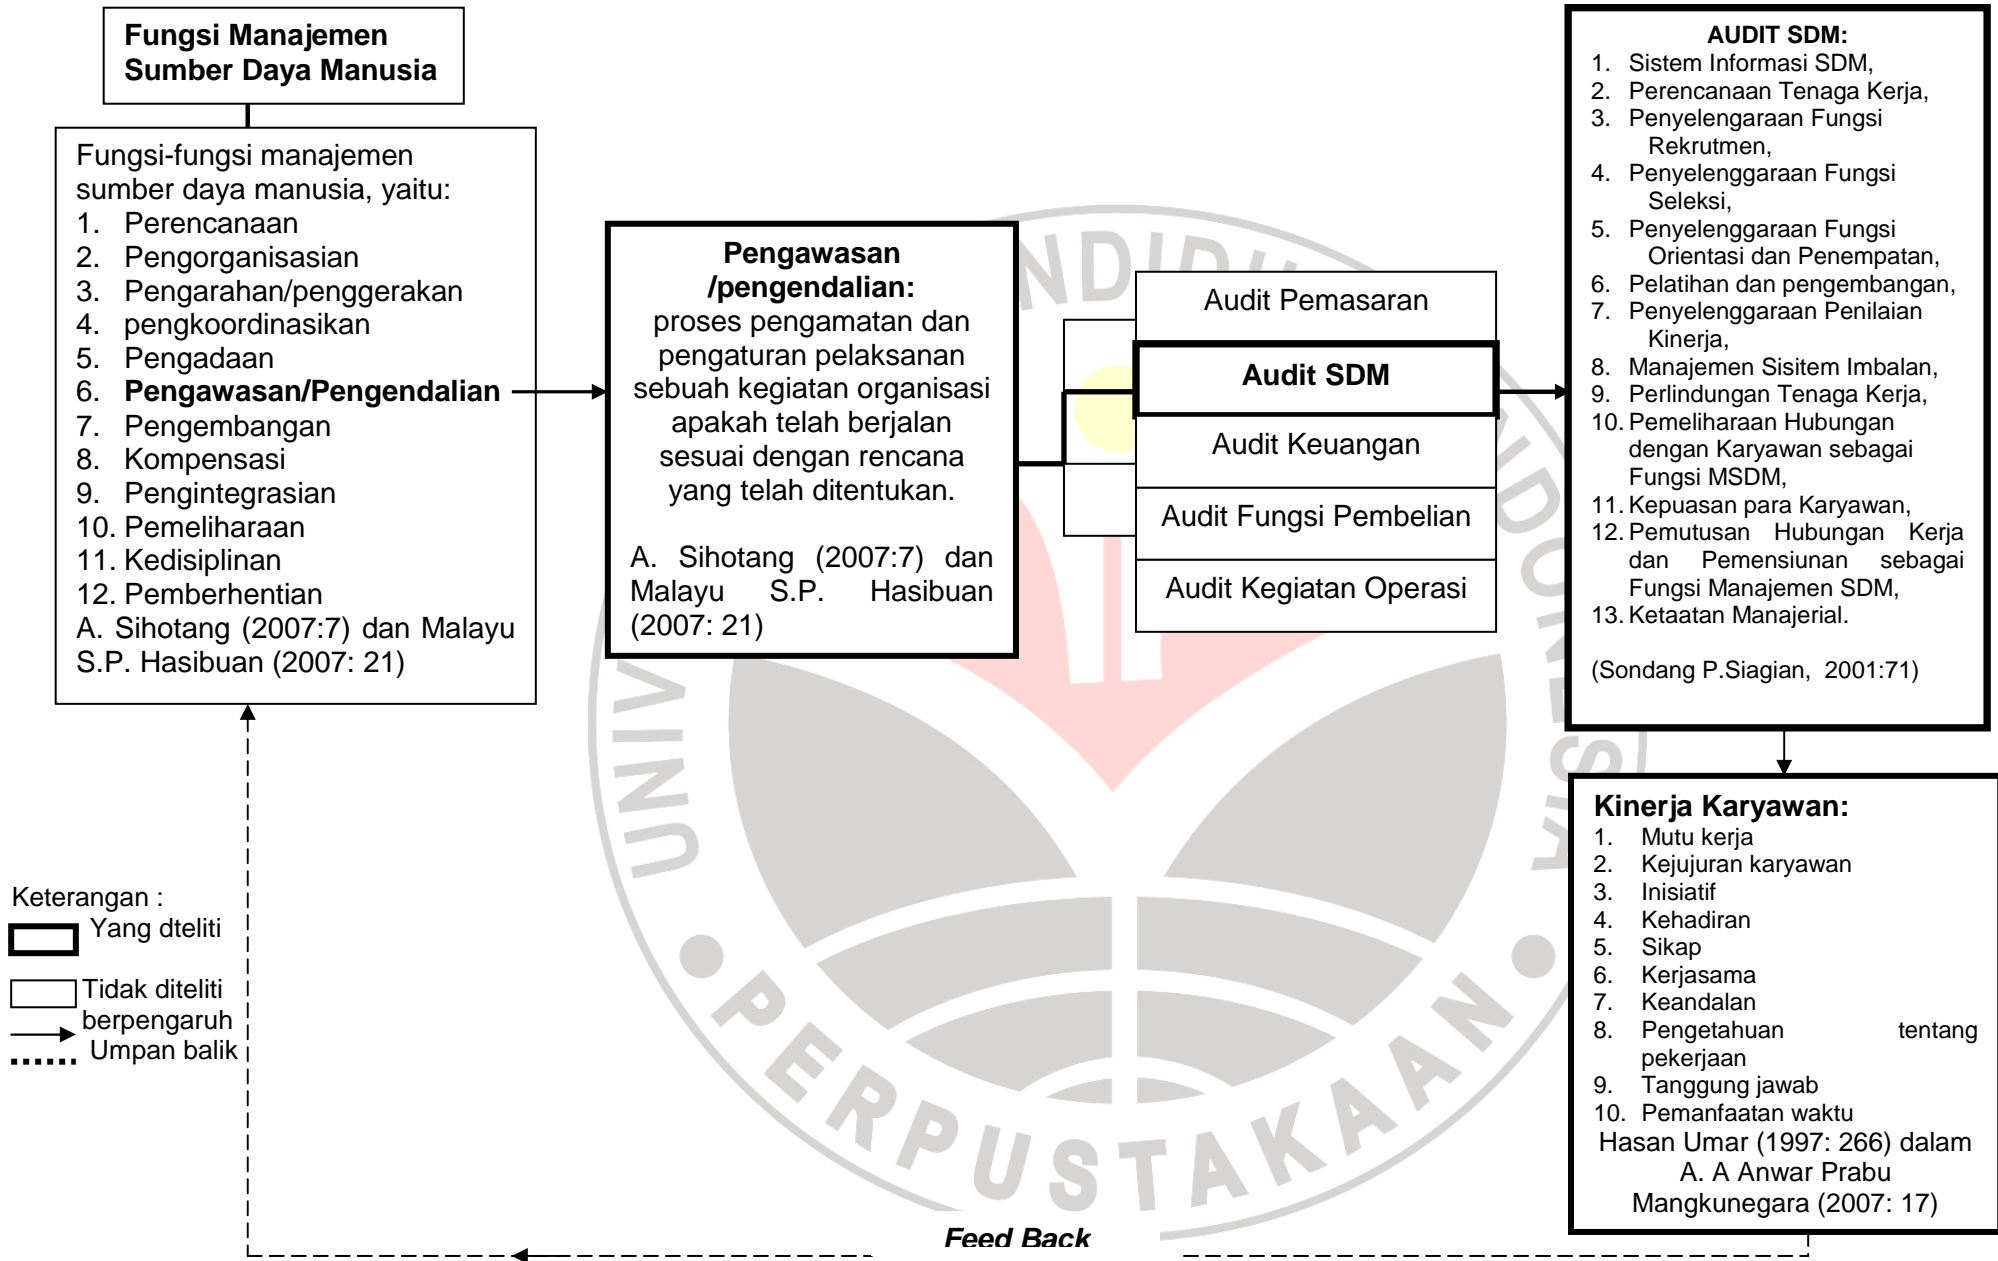 Fungsi Manajemen
Sumber Daya Manusia
Fungsi-fungsi manajemen
sumber daya manusia, yaitu:
1. Perencanaan
2. Pengorganisasian
3. Pengarahan/penggerakan
4. pengkoordinasikan
5. Pengadaan
6. Pengawasan/Pengendalian
7. Pengembangan
8. Kompensasi
9. Pengintegrasian
10. Pemeliharaan
11. Kedisiplinan
12. Pemberhentian
A. Sihotang (2007:7) dan Malayu
S.P. Hasibuan (2007: 21)
Pengawasan
/pengendalian:
proses pengamatan dan
pengaturan pelaksanan
sebuah kegiatan organisasi
apakah telah berjalan
sesuai dengan rencana
yang telah ditentukan.
A. Sihotang (2007:7) dan
Malayu S.P. Hasibuan
(2007: 21)
Audit Pemasaran
Audit SDM
Audit Keuangan
Audit Fungsi Pembelian
Audit Kegiatan Operasi
AUDIT SDM:
1. Sistem Informasi SDM,
2. Perencanaan Tenaga Kerja,
3. Penyelengaraan Fungsi
Rekrutmen,
4. Penyelenggaraan Fungsi
Seleksi,
5. Penyelenggaraan Fungsi
Orientasi dan Penempatan,
6. Pelatihan dan pengembangan,
7. Penyelenggaraan Penilaian
Kinerja,
8. Manajemen Sisitem Imbalan,
9. Perlindungan Tenaga Kerja,
10. Pemeliharaan Hubungan
dengan Karyawan sebagai
Fungsi MSDM,
11. Kepuasan para Karyawan,
12. Pemutusan Hubungan Kerja
dan Pemensiunan sebagai
Fungsi Manajemen SDM,
13. Ketaatan Manajerial.
(Sondang P.Siagian, 2001:71)
Kinerja Karyawan:
1. Mutu kerja
2. Kejujuran karyawan
3. Inisiatif
4. Kehadiran
5. Sikap
6. Kerjasama
7. Keandalan
8. Pengetahuan tentang
pekerjaan
9. Tanggung jawab
10. Pemanfaatan waktu
Hasan Umar (1997: 266) dalam
A. A Anwar Prabu
Mangkunegara (2007: 17)
Keterangan :
Yang dteliti
Tidak diteliti
berpengaruh
Umpan balik
Feed Back
PERPUSTAKAAN